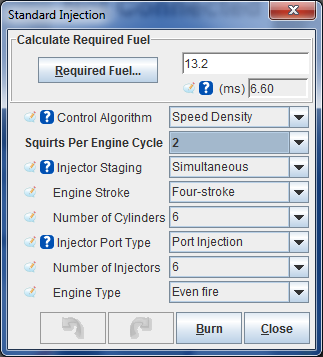 Standard Injection
Calculate Required Fuel
Required Fuel...
13.2
(ms) 6.60
Control Algorithm Speed Density
Squirts Per Engine Cycle 2
Injector Staging Simultaneous
Engine Stroke Four-stroke
Number of Cylinders 6
Injector Port Type Port Injection
Number of Injectors 6
Engine Type Even fire
Burn Close